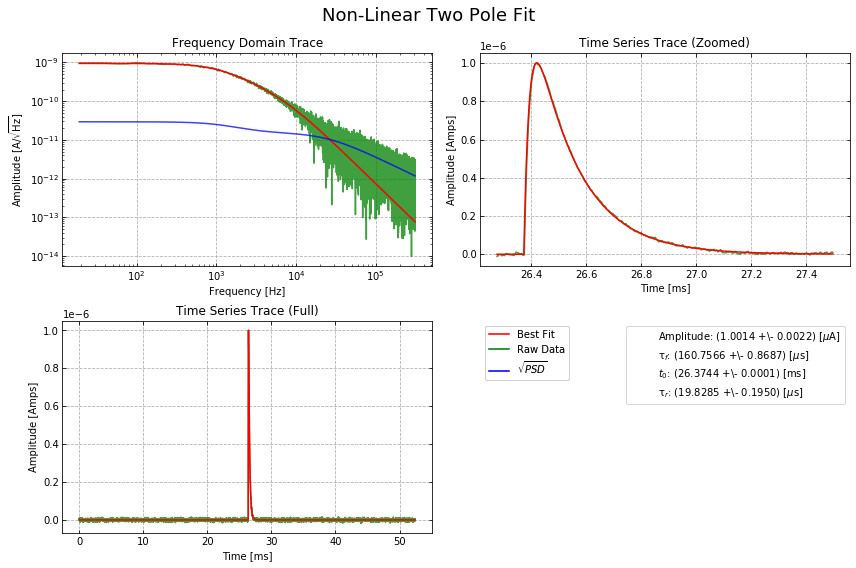 Non-Linear Two Pole Fit
Frequency Domain Trace
Amplitude [A/√Hz]
10⁻⁹
10⁻¹⁰
10⁻¹¹
10⁻¹²
10⁻¹³
10⁻¹⁴
10² 10³ 10⁴ 10⁵
Frequency [Hz]
Time Series Trace (Zoomed)
1e−6
Amplitude [Amps]
1.0
0.8
0.6
0.4
0.2
0.0
26.4 26.6 26.8 27.0 27.2 27.4
Time [ms]
Time Series Trace (Full)
1e−6
Amplitude [Amps]
1.0
0.8
0.6
0.4
0.2
0.0
0 10 20 30 40 50
Time [ms]
Best Fit
Raw Data
√PSD
Amplitude: (1.0014 +\- 0.0022) [μA]
τ_f: (160.7566 +\- 0.8687) [μs]
t₀: (26.3744 +\- 0.0001) [ms]
τᵣ: (19.8285 +\- 0.1950) [μs]